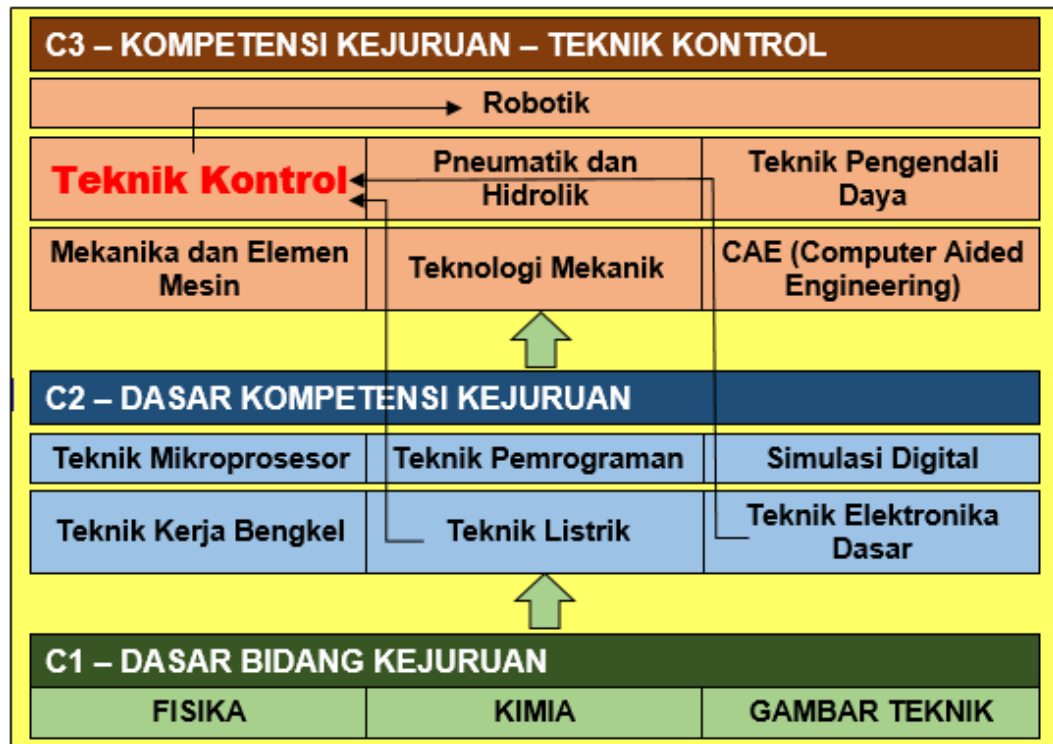 C3 – KOMPETENSI KEJURUAN – TEKNIK KONTROL
Robotik
Teknik Kontrol
Pneumatik dan
Hidrolik
Teknik Pengendali
Daya
Mekanika dan Elemen
Mesin
Teknologi Mekanik
CAE (Computer Aided
Engineering)
C2 – DASAR KOMPETENSI KEJURUAN
Teknik Mikroprosesor
Teknik Pemrograman
Simulasi Digital
Teknik Kerja Bengkel
Teknik Listrik
Teknik Elektronika
Dasar
C1 – DASAR BIDANG KEJURUAN
FISIKA
KIMIA
GAMBAR TEKNIK